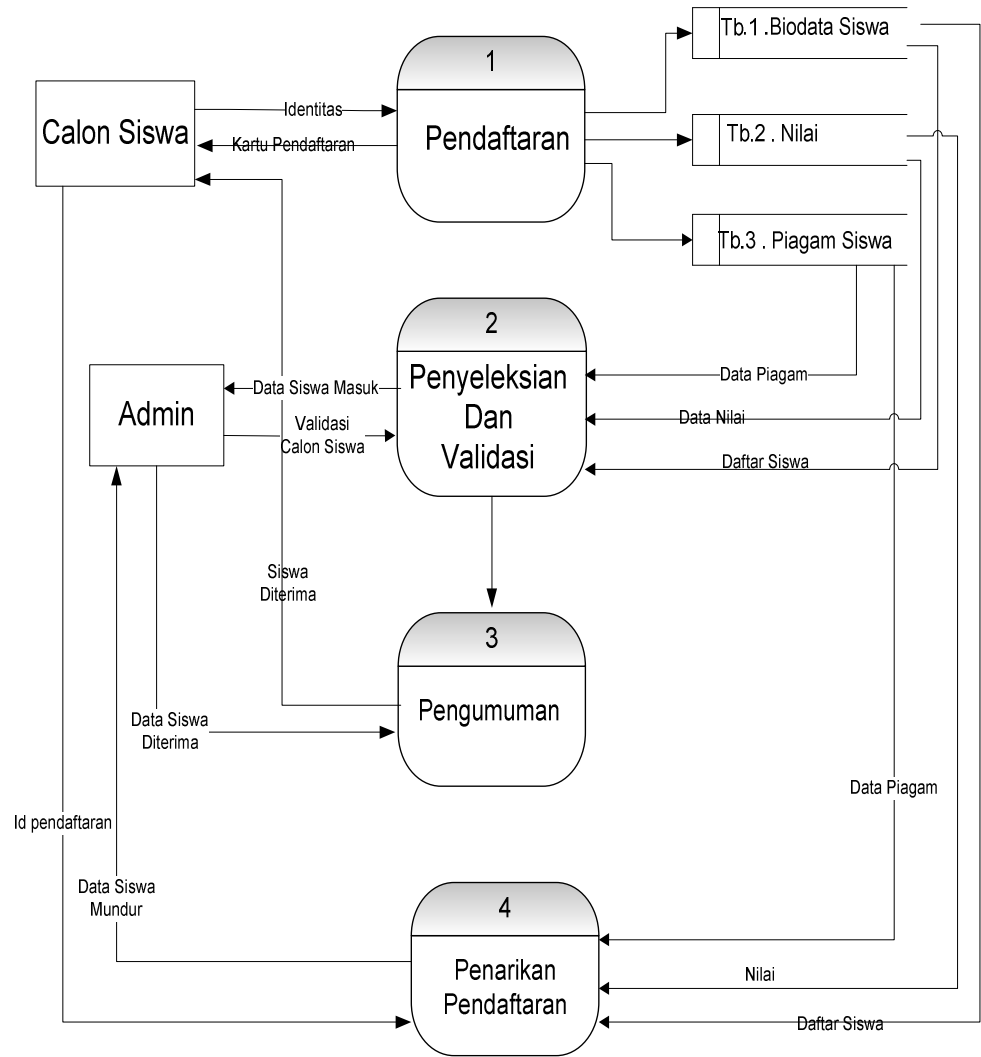 Tb.1 .Biodata Siswa
1
Identitas
Calon Siswa
Pendaftaran
Tb.2 . Nilai
Kartu Pendaftaran
Tb.3 . Piagam Siswa
2
Penyeleksian
Dan
Validasi
Data Piagam
Data Siswa Masuk
Admin
Validasi
Calon Siswa
Data Nilai
Daftar Siswa
Siswa
Diterima
3
Pengumuman
Data Siswa
Diterima
Data Piagam
Id pendaftaran
Data Siswa
Mundur
4
Penarikan
Pendaftaran
Nilai
Daftar Siswa